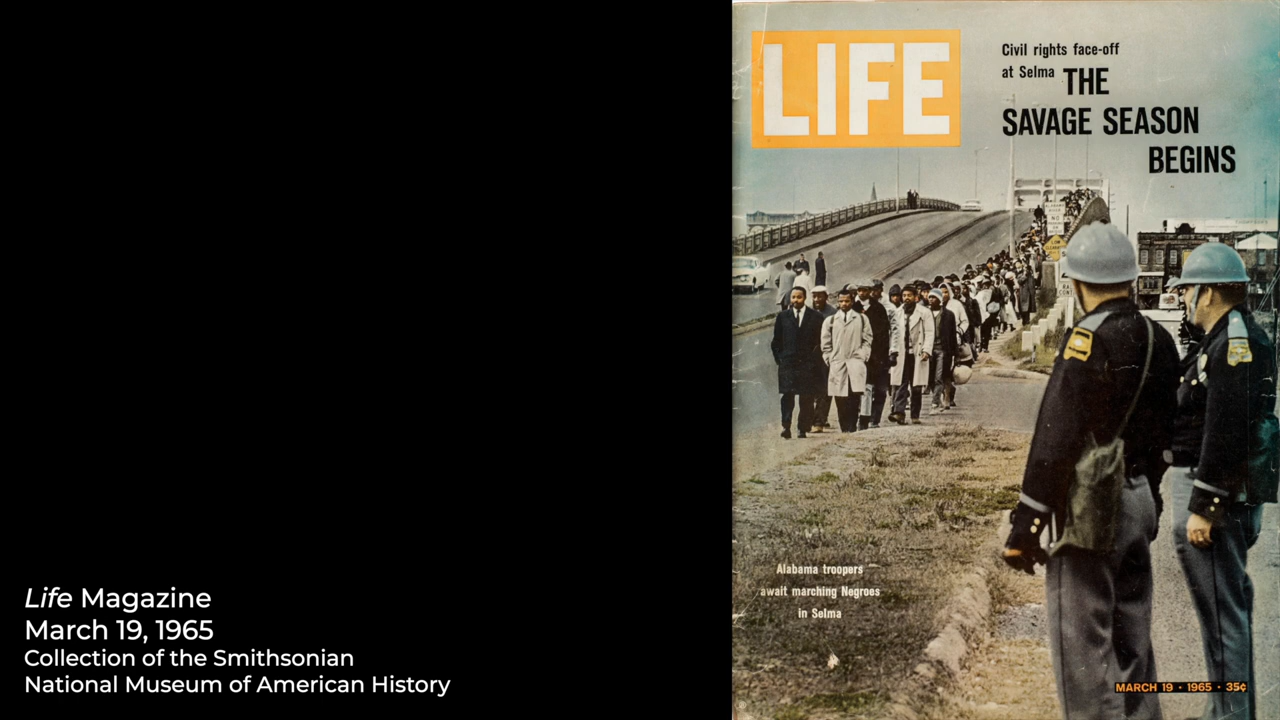 LIFE
Civil rights face-off
at Selma THE
SAVAGE SEASON
BEGINS
Alabama troopers
await marching Negroes
in Selma
MARCH 19 · 1965 · 35¢
Life Magazine
March 19, 1965
Collection of the Smithsonian
National Museum of American History